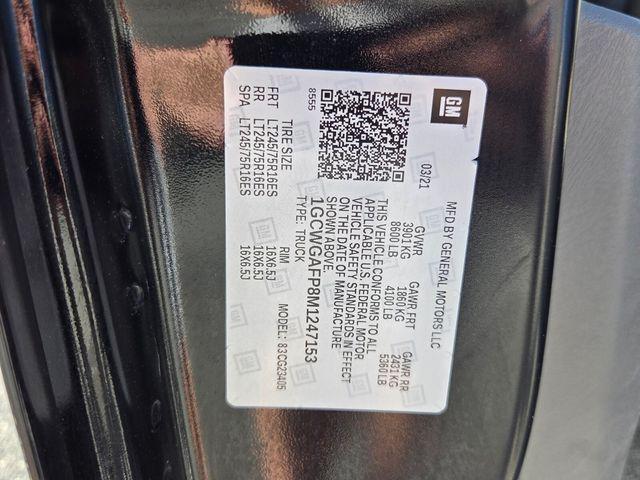 GM
MFD BY GENERAL MOTORS LLC
03/21
GVWR GAWR FRT GAWR RR
3901 KG 1860 KG 2431 KG
8600 LB 4100 LB 5360 LB
THIS VEHICLE CONFORMS TO ALL
APPLICABLE U.S. FEDERAL MOTOR
VEHICLE SAFETY STANDARDS IN EFFECT
ON THE DATE OF MANUFACTURE
SHOWN ABOVE.
1GCWGAFP8M1247153
8555
TYPE: TRUCK MODEL: 83CG23405
TIRE SIZE RIM
FRT LT245/75R16ES 16X6.5J
RR LT245/75R16ES 16X6.5J
SPA LT245/75R16ES 16X6.5J